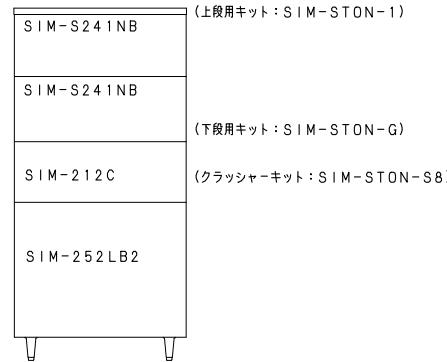 (上段用キット：SIM-STON-1)
SIM-S241NB
SIM-S241NB
(下段用キット：SIM-STON-G)
SIM-212C
(クラッシャーキット：SIM-STON-S8)
SIM-252LB2